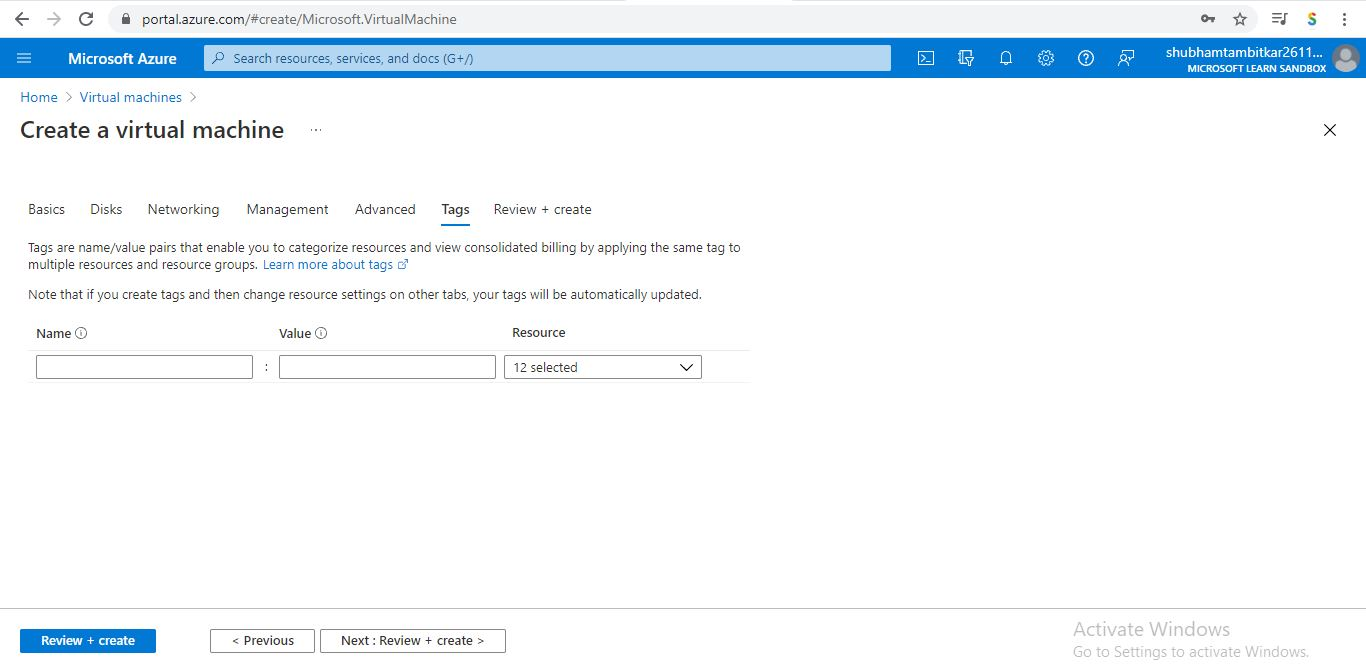 portal.azure.com/#create/Microsoft.VirtualMachine
Microsoft Azure
Search resources, services, and docs (G+/)
shubhamtambitkar2611...
MICROSOFT LEARN SANDBOX
Home > Virtual machines >
Create a virtual machine ...
Basics Disks Networking Management Advanced Tags Review + create
Tags are name/value pairs that enable you to categorize resources and view consolidated billing by applying the same tag to
multiple resources and resource groups. Learn more about tags
Note that if you create tags and then change resource settings on other tabs, your tags will be automatically updated.
Name Value Resource
: 12 selected
Review + create < Previous Next : Review + create >
Activate Windows
Go to Settings to activate Windows.